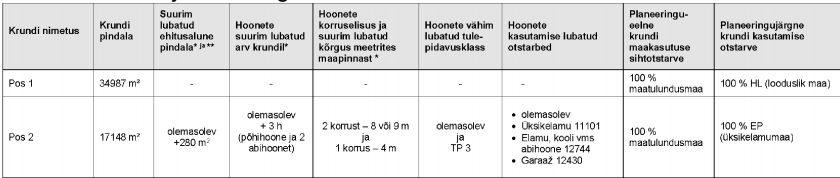 Krundi nimetus
Krundi
pindala
Suurim
lubatud
ehitusalune
pindala* ja **
Hoonete
suurim lubatud
arv krundil*
Hoonete
korruselisus ja
suurim lubatud
kõrgus meetrites
maapinnast *
Hoonete vähim
lubatud tule-
pidavusklass
Hoonete
kasutamise lubatud
otstarbed
Planeeringu-
eelne
krundi
maakasutuse
sihtotstarve
Planeeringujärgne
krundi kasutamise
otstarve
Pos 1
34987 m²
-
-
-
-
-
100 %
maatulundusmaa
100 % HL (looduslik maa)
Pos 2
17148 m²
olemasolev
+280 m²
olemasolev
+ 3 h
(põhihoone ja 2
abihoonet)
2 korrust – 8 või 9 m
ja
1 korrus – 4 m
olemasolev
ja
TP 3
• olemasolev
• Üksikelamu 11101
• Elamu, kooli vms
abihoone 12744
• Garaaž 12430
100 %
maatulundusmaa
100 % EP
(üksikelamumaa)